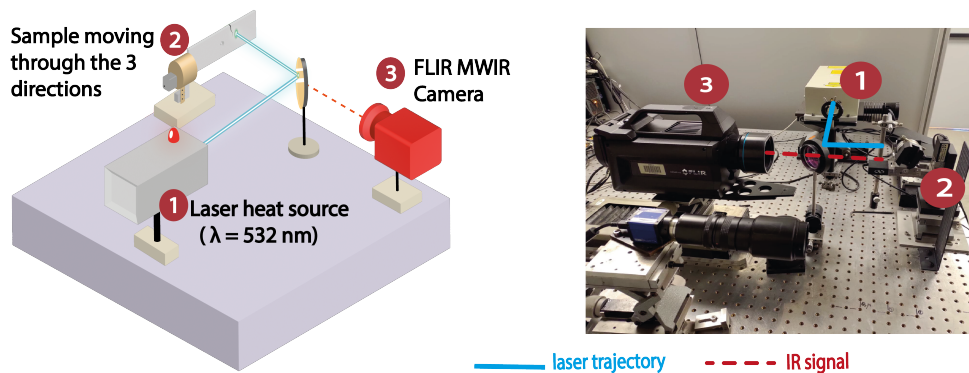 Sample moving
through the 3
directions
2
3
FLIR MWIR
Camera
1
Laser heat source
( λ = 532 nm)
3
1
2
FLIR
laser trajectory
IR signal